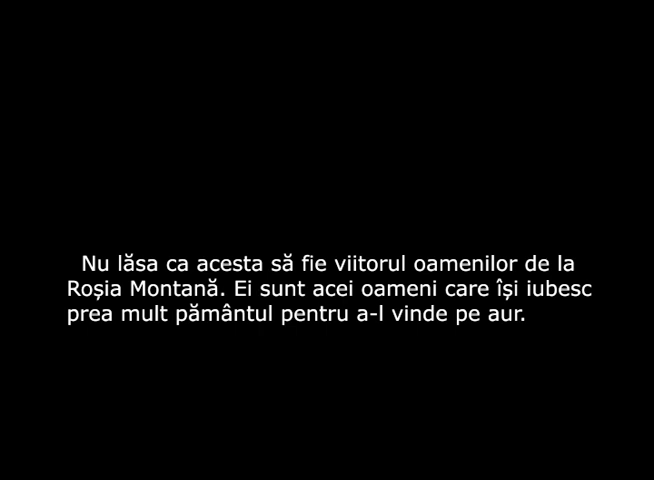 Nu lăsa ca acesta să fie viitorul oamenilor de la
Roșia Montană. Ei sunt acei oameni care își iubesc
prea mult pământul pentru a-l vinde pe aur.